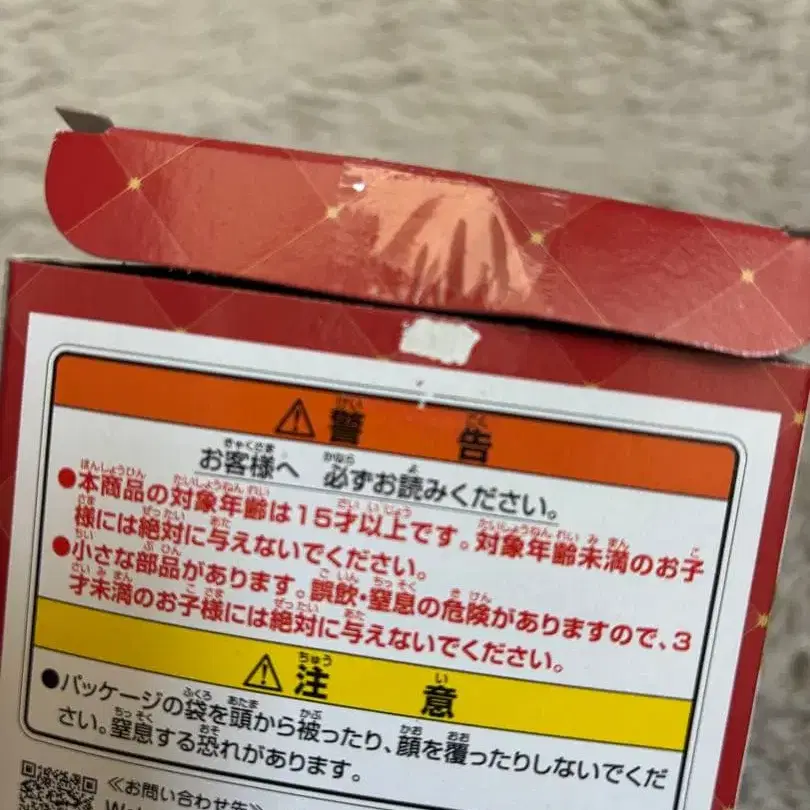 警告
お客様へ 必ずお読みください。
●本商品の対象年齢は15才以上です。対象年齢未満のお子
様には絶対に与えないでください。
●小さな部品があります。誤飲・窒息の危険がありますので、3
才未満のお子様には絶対に与えないでください。
注意
●パッケージの袋を頭から被ったり、顔を覆ったりしないでくだ
さい。窒息する恐れがあります。
≪お問い合わせ先≫